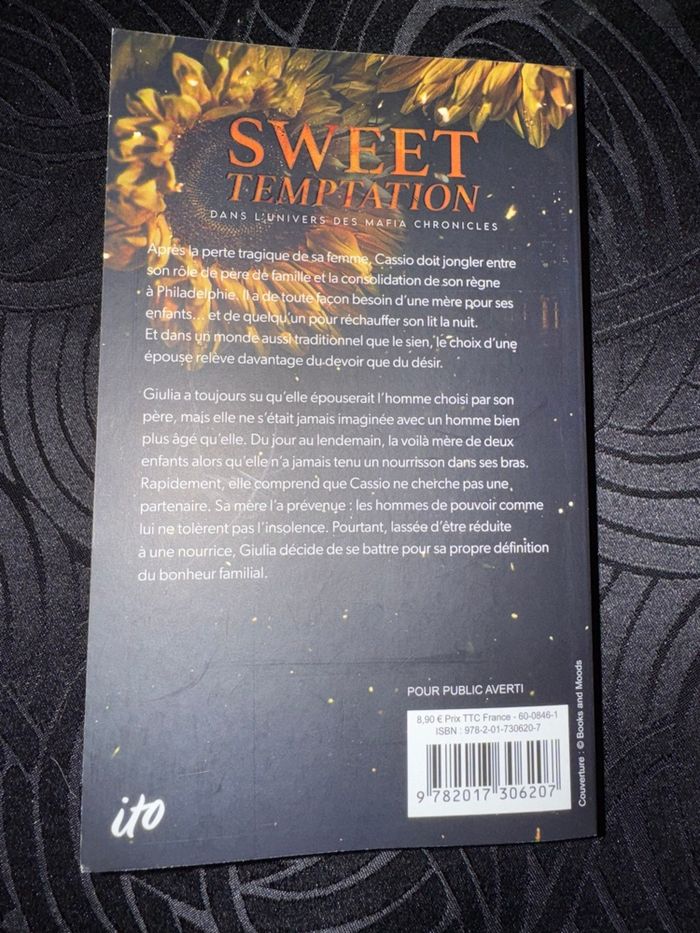 SWEET
TEMPTATION
DANS L'UNIVERS DES MAFIA CHRONICLES
Après la perte tragique de sa femme, Cassio doit jongler entre
son rôle de père de famille et la consolidation de son règne
à Philadelphie. Il a de toute façon besoin d'une mère pour ses
enfants... et de quelqu'un pour réchauffer son lit la nuit.
Et dans un monde aussi traditionnel que le sien, le choix d'une
épouse relève davantage du devoir que du désir.
Giulia a toujours su qu'elle épouserait l'homme choisi par son
père, mais elle ne s'était jamais imaginée avec un homme bien
plus âgé qu'elle. Du jour au lendemain, la voilà mère de deux
enfants alors qu'elle n'a jamais tenu un nourrisson dans ses bras.
Rapidement, elle comprend que Cassio ne cherche pas une
partenaire. Sa mère l'a prévenue : les hommes de pouvoir comme
lui ne tolèrent pas l'insolence. Pourtant, lassée d'être réduite
à une nourrice, Giulia décide de se battre pour sa propre définition
du bonheur familial.
POUR PUBLIC AVERTI
8,90 € Prix TTC France - 60-0846-1
ISBN : 978-2-01-730620-7
9 782017 306207
Couverture : © Books and Moods
ito